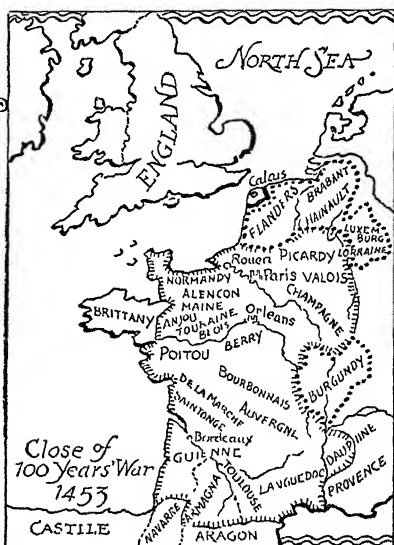 NORTH SEA
ENGLAND
Calais
FLANDERS
BRABANT
HAINAULT
LUXEM
BURG
LORRAINE
Rouen
PICARDY
NORMANDY
Paris
VALOIS
ALENCON
MAINE
CHAMPAGNE
BRITTANY
ANJOU
TOURAINE
BLOIS
Orleans
POITOU
BERRY
BURGUNDY
BOURBONNAIS
DE LA MARCHE
SAINTONGE
AUVERGNE
Bordeaux
GUIENNE
TOULOUSE
LANGUEDOC
DAUPHINE
PROVENCE
Close of
100 Years' War
1453
NAVARRE
ARMAGNAC
CASTILE
ARAGON